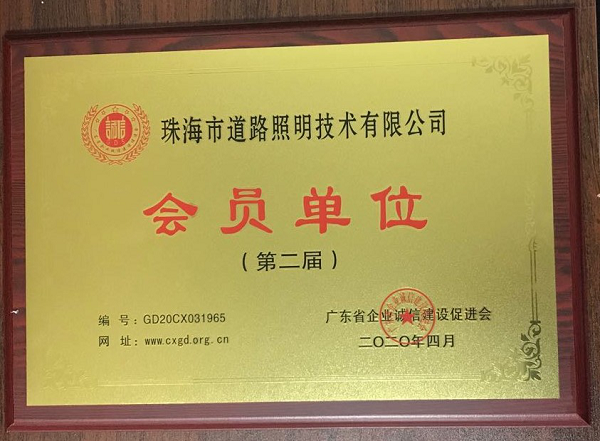 诚信
珠海市道路照明技术有限公司
会员单位
（第二届）
编 号：GD20CX031965
网 址：www.cxgd.org.cn
广东省企业诚信建设促进会
二〇二〇年四月